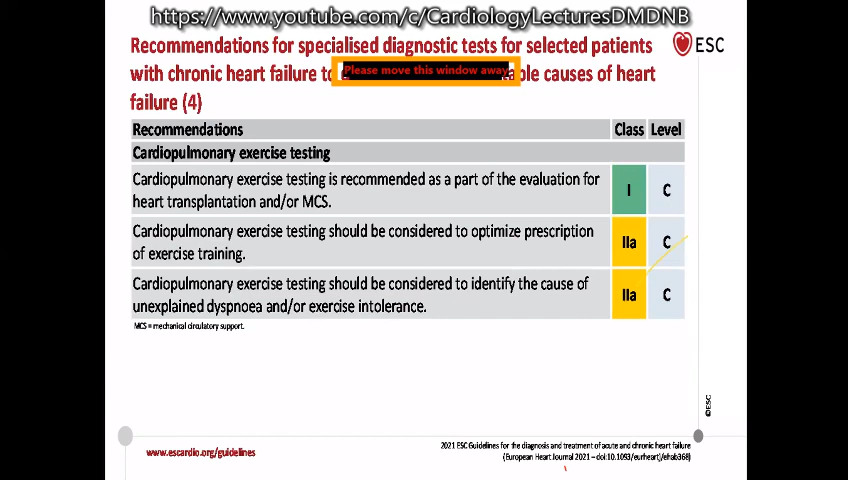 https://www.youtube.com/c/CardiologyLecturesDMDNB
Recommendations for specialised diagnostic tests for selected patients
with chronic heart failure to able causes of heart
Please move this window away
failure (4)
ESC
Recommendations Class Level
Cardiopulmonary exercise testing
Cardiopulmonary exercise testing is recommended as a part of the evaluation for
heart transplantation and/or MCS.
I C
Cardiopulmonary exercise testing should be considered to optimize prescription
of exercise training.
IIa C
Cardiopulmonary exercise testing should be considered to identify the cause of
unexplained dyspnoea and/or exercise intolerance.
IIa C
MCS = mechanical circulatory support.
©ESC
www.escardio.org/guidelines
2021 ESC Guidelines for the diagnosis and treatment of acute and chronic heart failure
(European Heart Journal 2021 – doi:10.1093/eurheartj/ehab368)